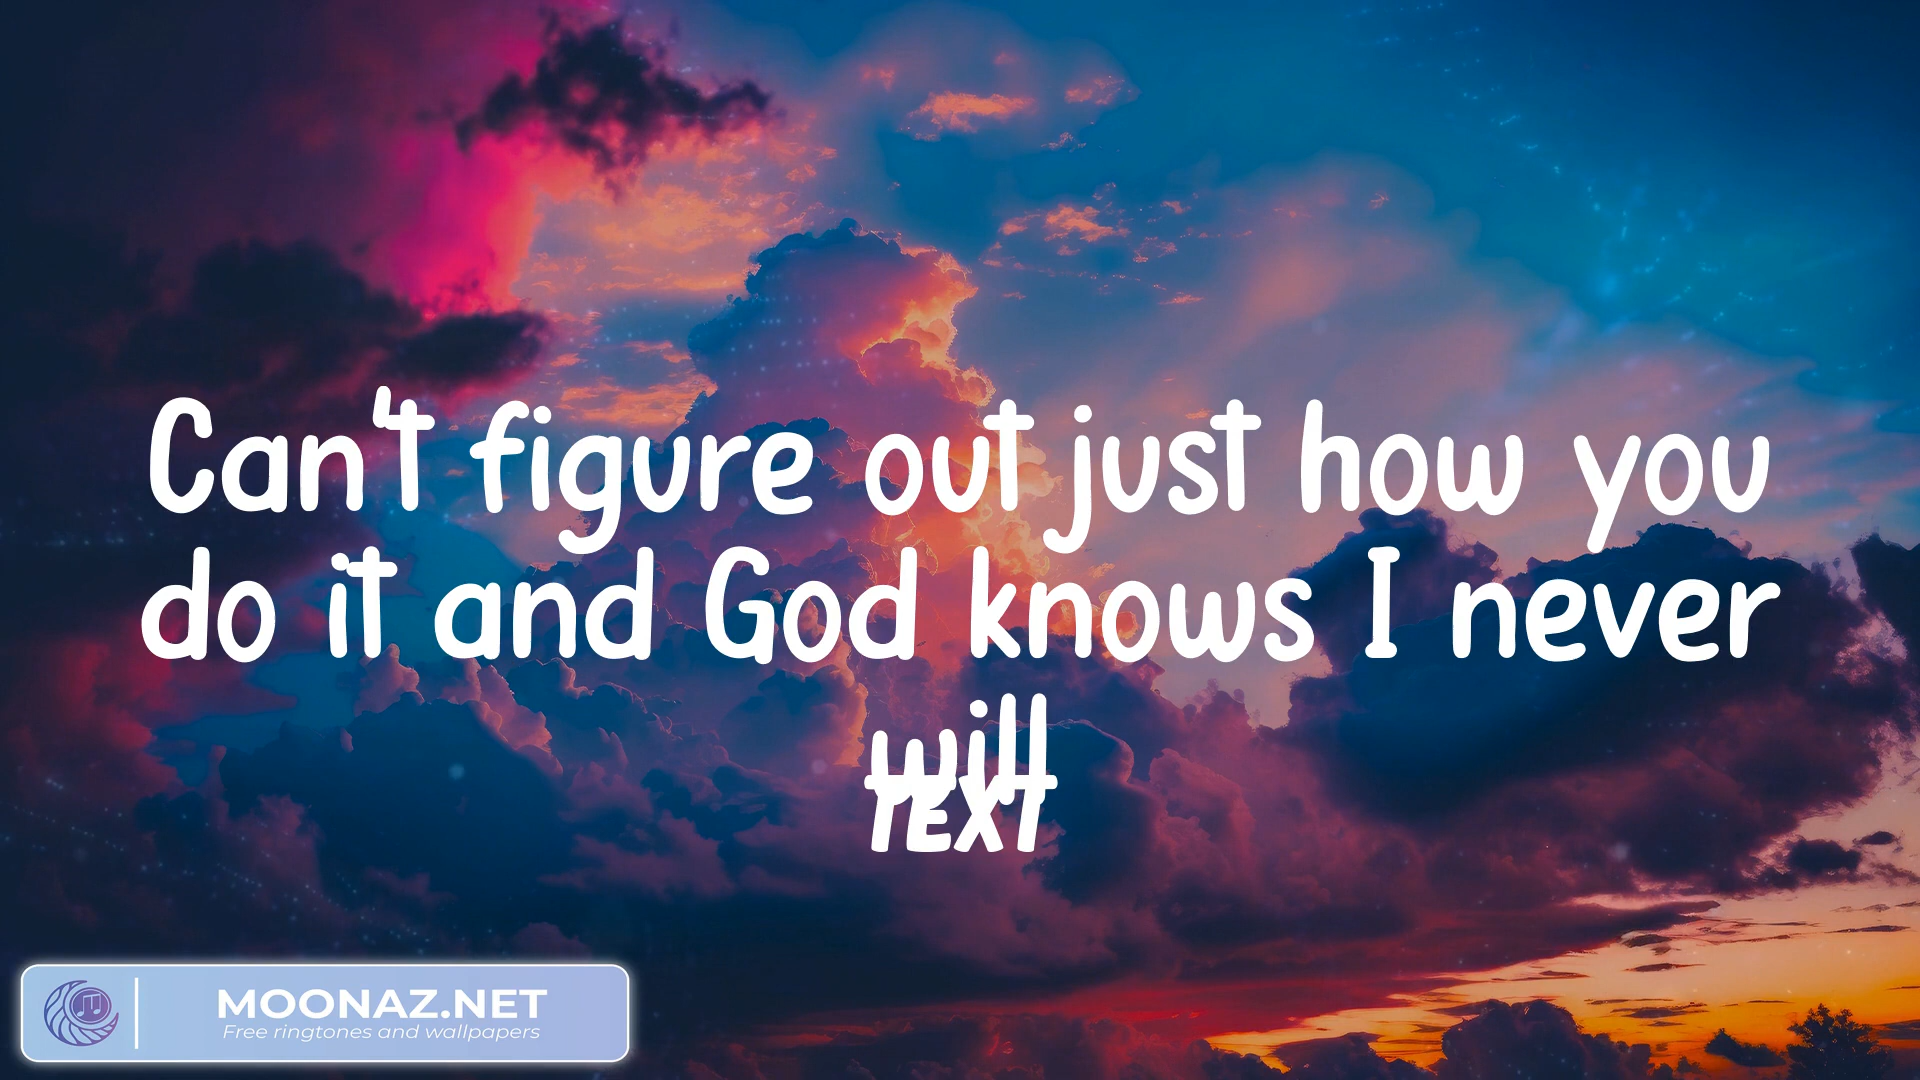 Can't figure out just how you
do it and God knows I never
will
TEXT
MOONAZ.NET
Free ringtones and wallpapers